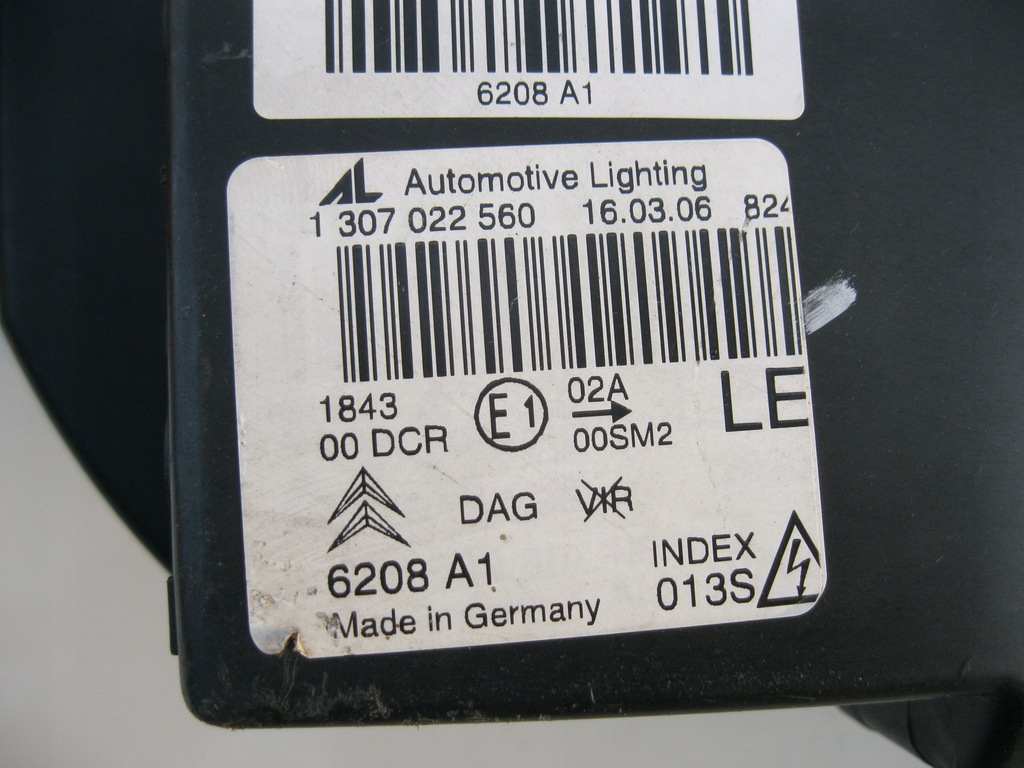 6208 A1
AL Automotive Lighting
1 307 022 560 16.03.06 824
1843 E1 02A LE
00 DCR 00SM2
DAG
6208 A1 INDEX
Made in Germany 013S